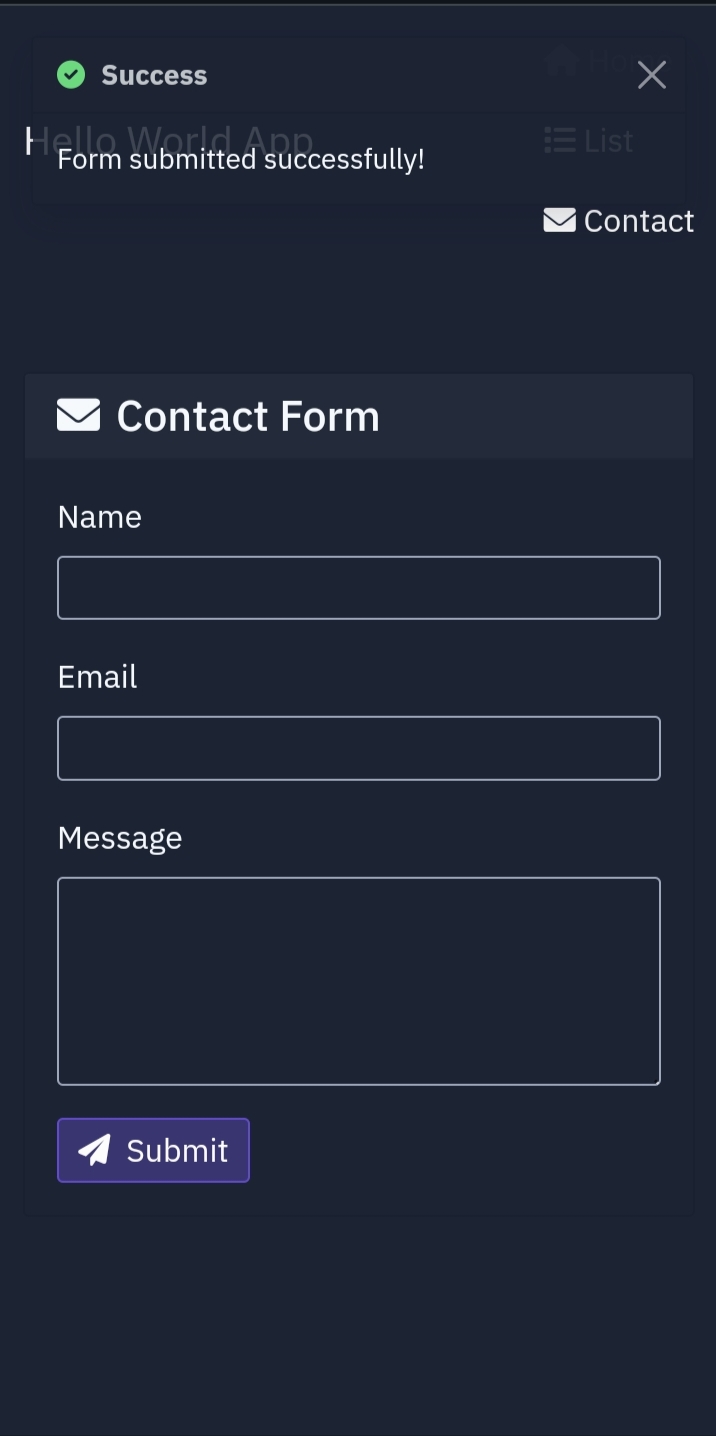 Success
Hello World App
Form submitted successfully!
List
Contact
Contact Form
Name
Email
Message
Submit